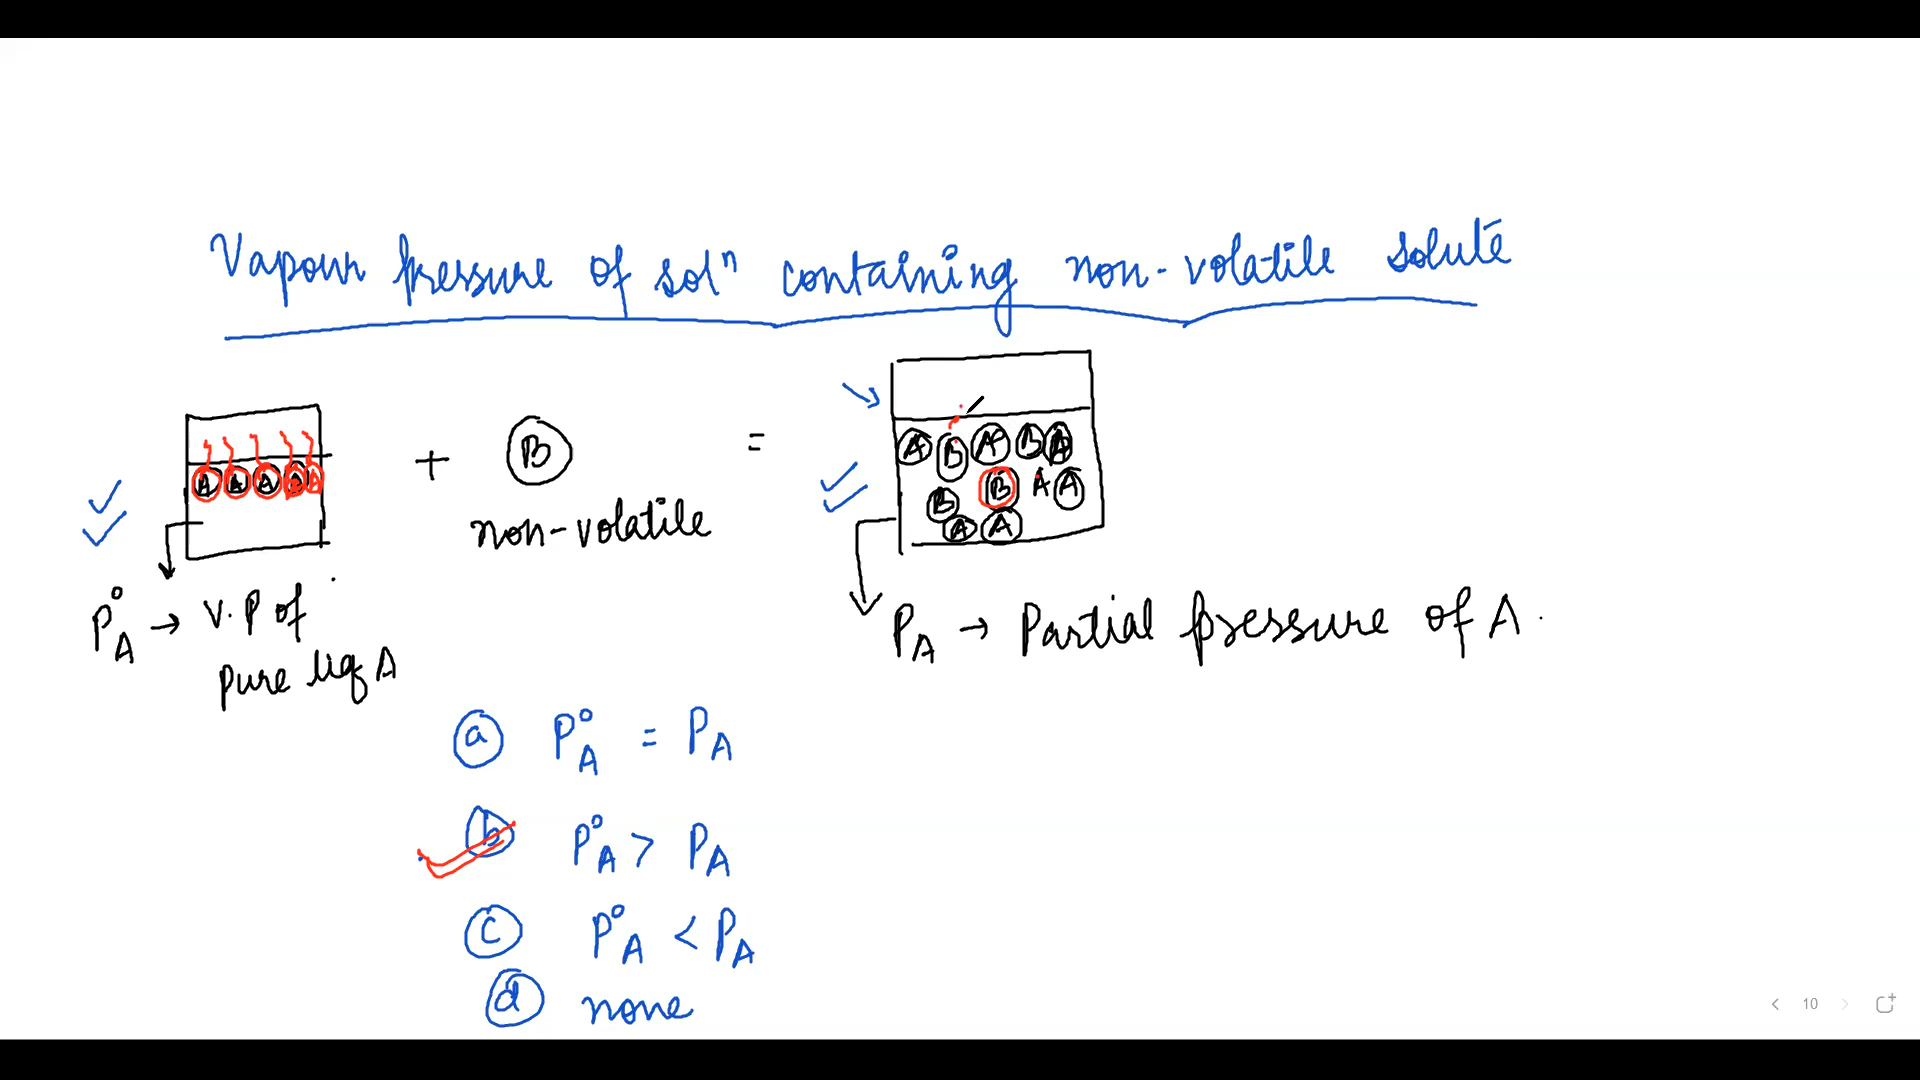 Vapour pressure of solⁿ containing non-volatile solute
A A A A A + B = A B A B A
B B A A
A A
non-volatile
P°A → V.P of
pure liq A
PA → Partial pressure of A.
a P°A = PA
b P°A > PA
c P°A < PA
d none
< 10 >